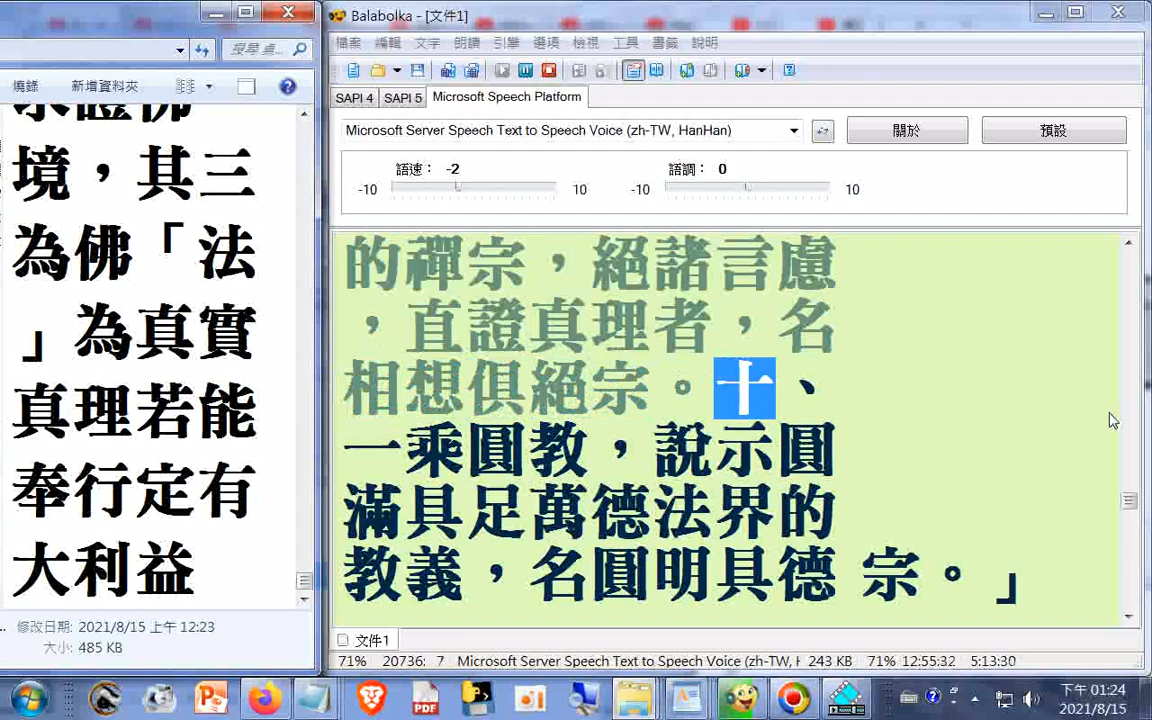 Balabolka - [文件1]
搜尋 桌...
檔案 編輯 文字 朗讀 引擎 選項 檢視 工具 書籤 說明
燒錄 新增資料夾
SAPI 4 SAPI 5 Microsoft Speech Platform
Microsoft Server Speech Text to Speech Voice (zh-TW, HanHan) 關於 預設
語速： -2 語調： 0
-10 10 -10 10
求證佛
境，其三
為佛「法
」為真實
真理若能
奉行定有
大利益
的禪宗，絕諸言慮
，直證真理者，名
相想俱絕宗。十、
一乘圓教，說示圓
滿具足萬德法界的
教義，名圓明具德 宗。」
.. 修改日期: 2021/8/15 上午 12:23
大小: 485 KB
文件1
71% 20736: 7 Microsoft Server Speech Text to Speech Voice (zh-TW, H 243 KB 71% 12:55:32 5:13:30
PDF
下午 01:24
2021/8/15